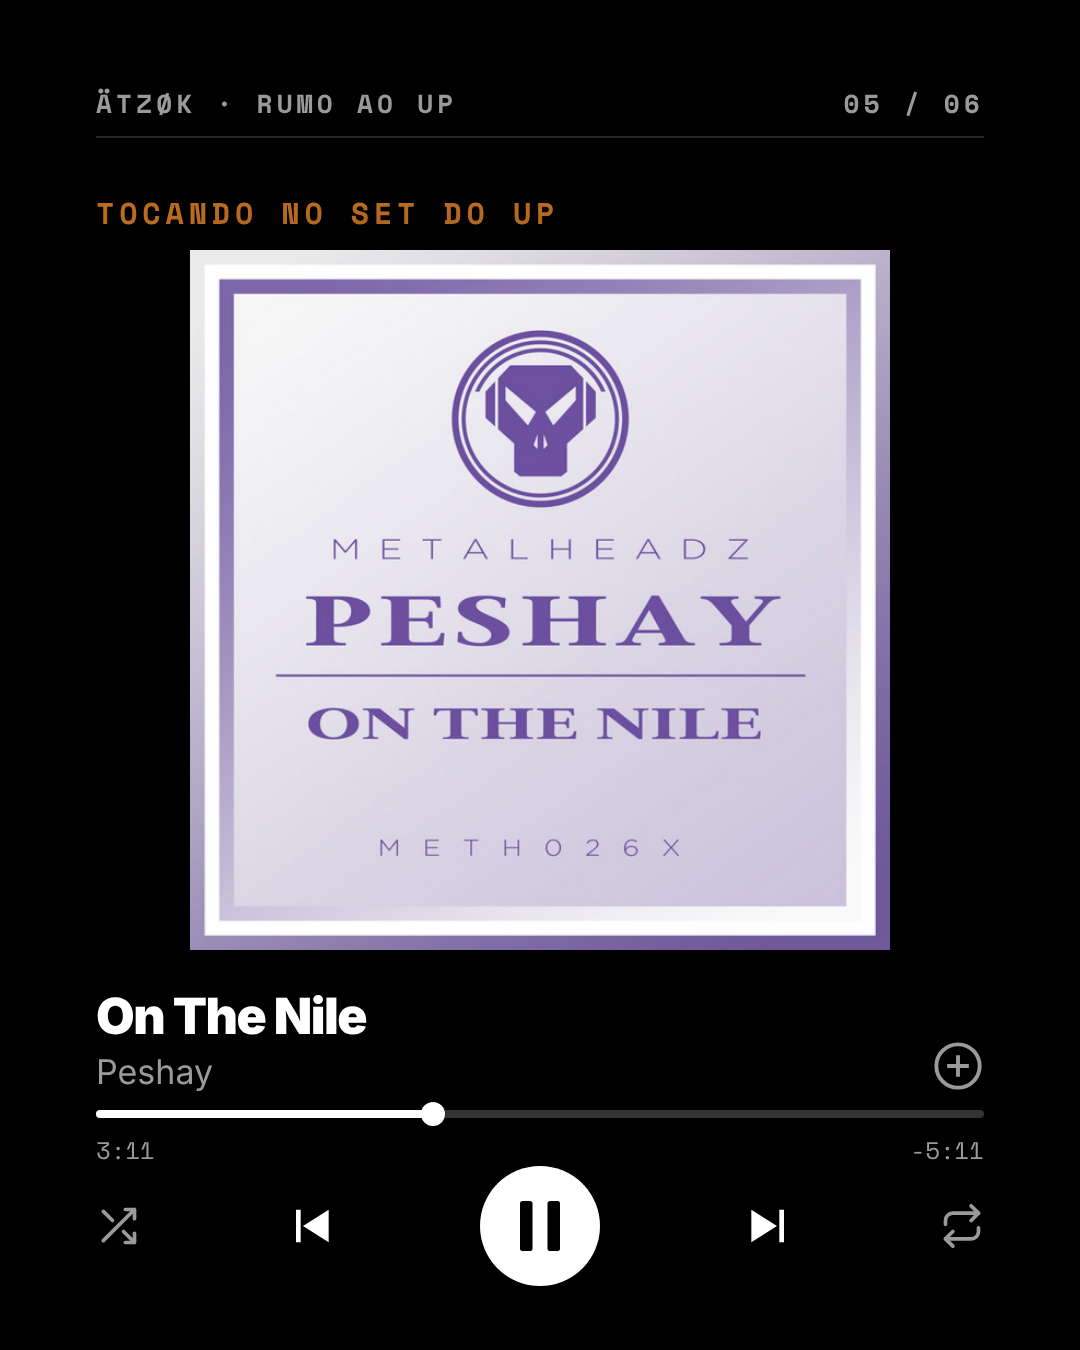 ÄTZØK · RUMO AO UP
05 / 06
TOCANDO NO SET DO UP
METALHEADZ
PESHAY
ON THE NILE
METH026X
On The Nile
Peshay
3:11
-5:11